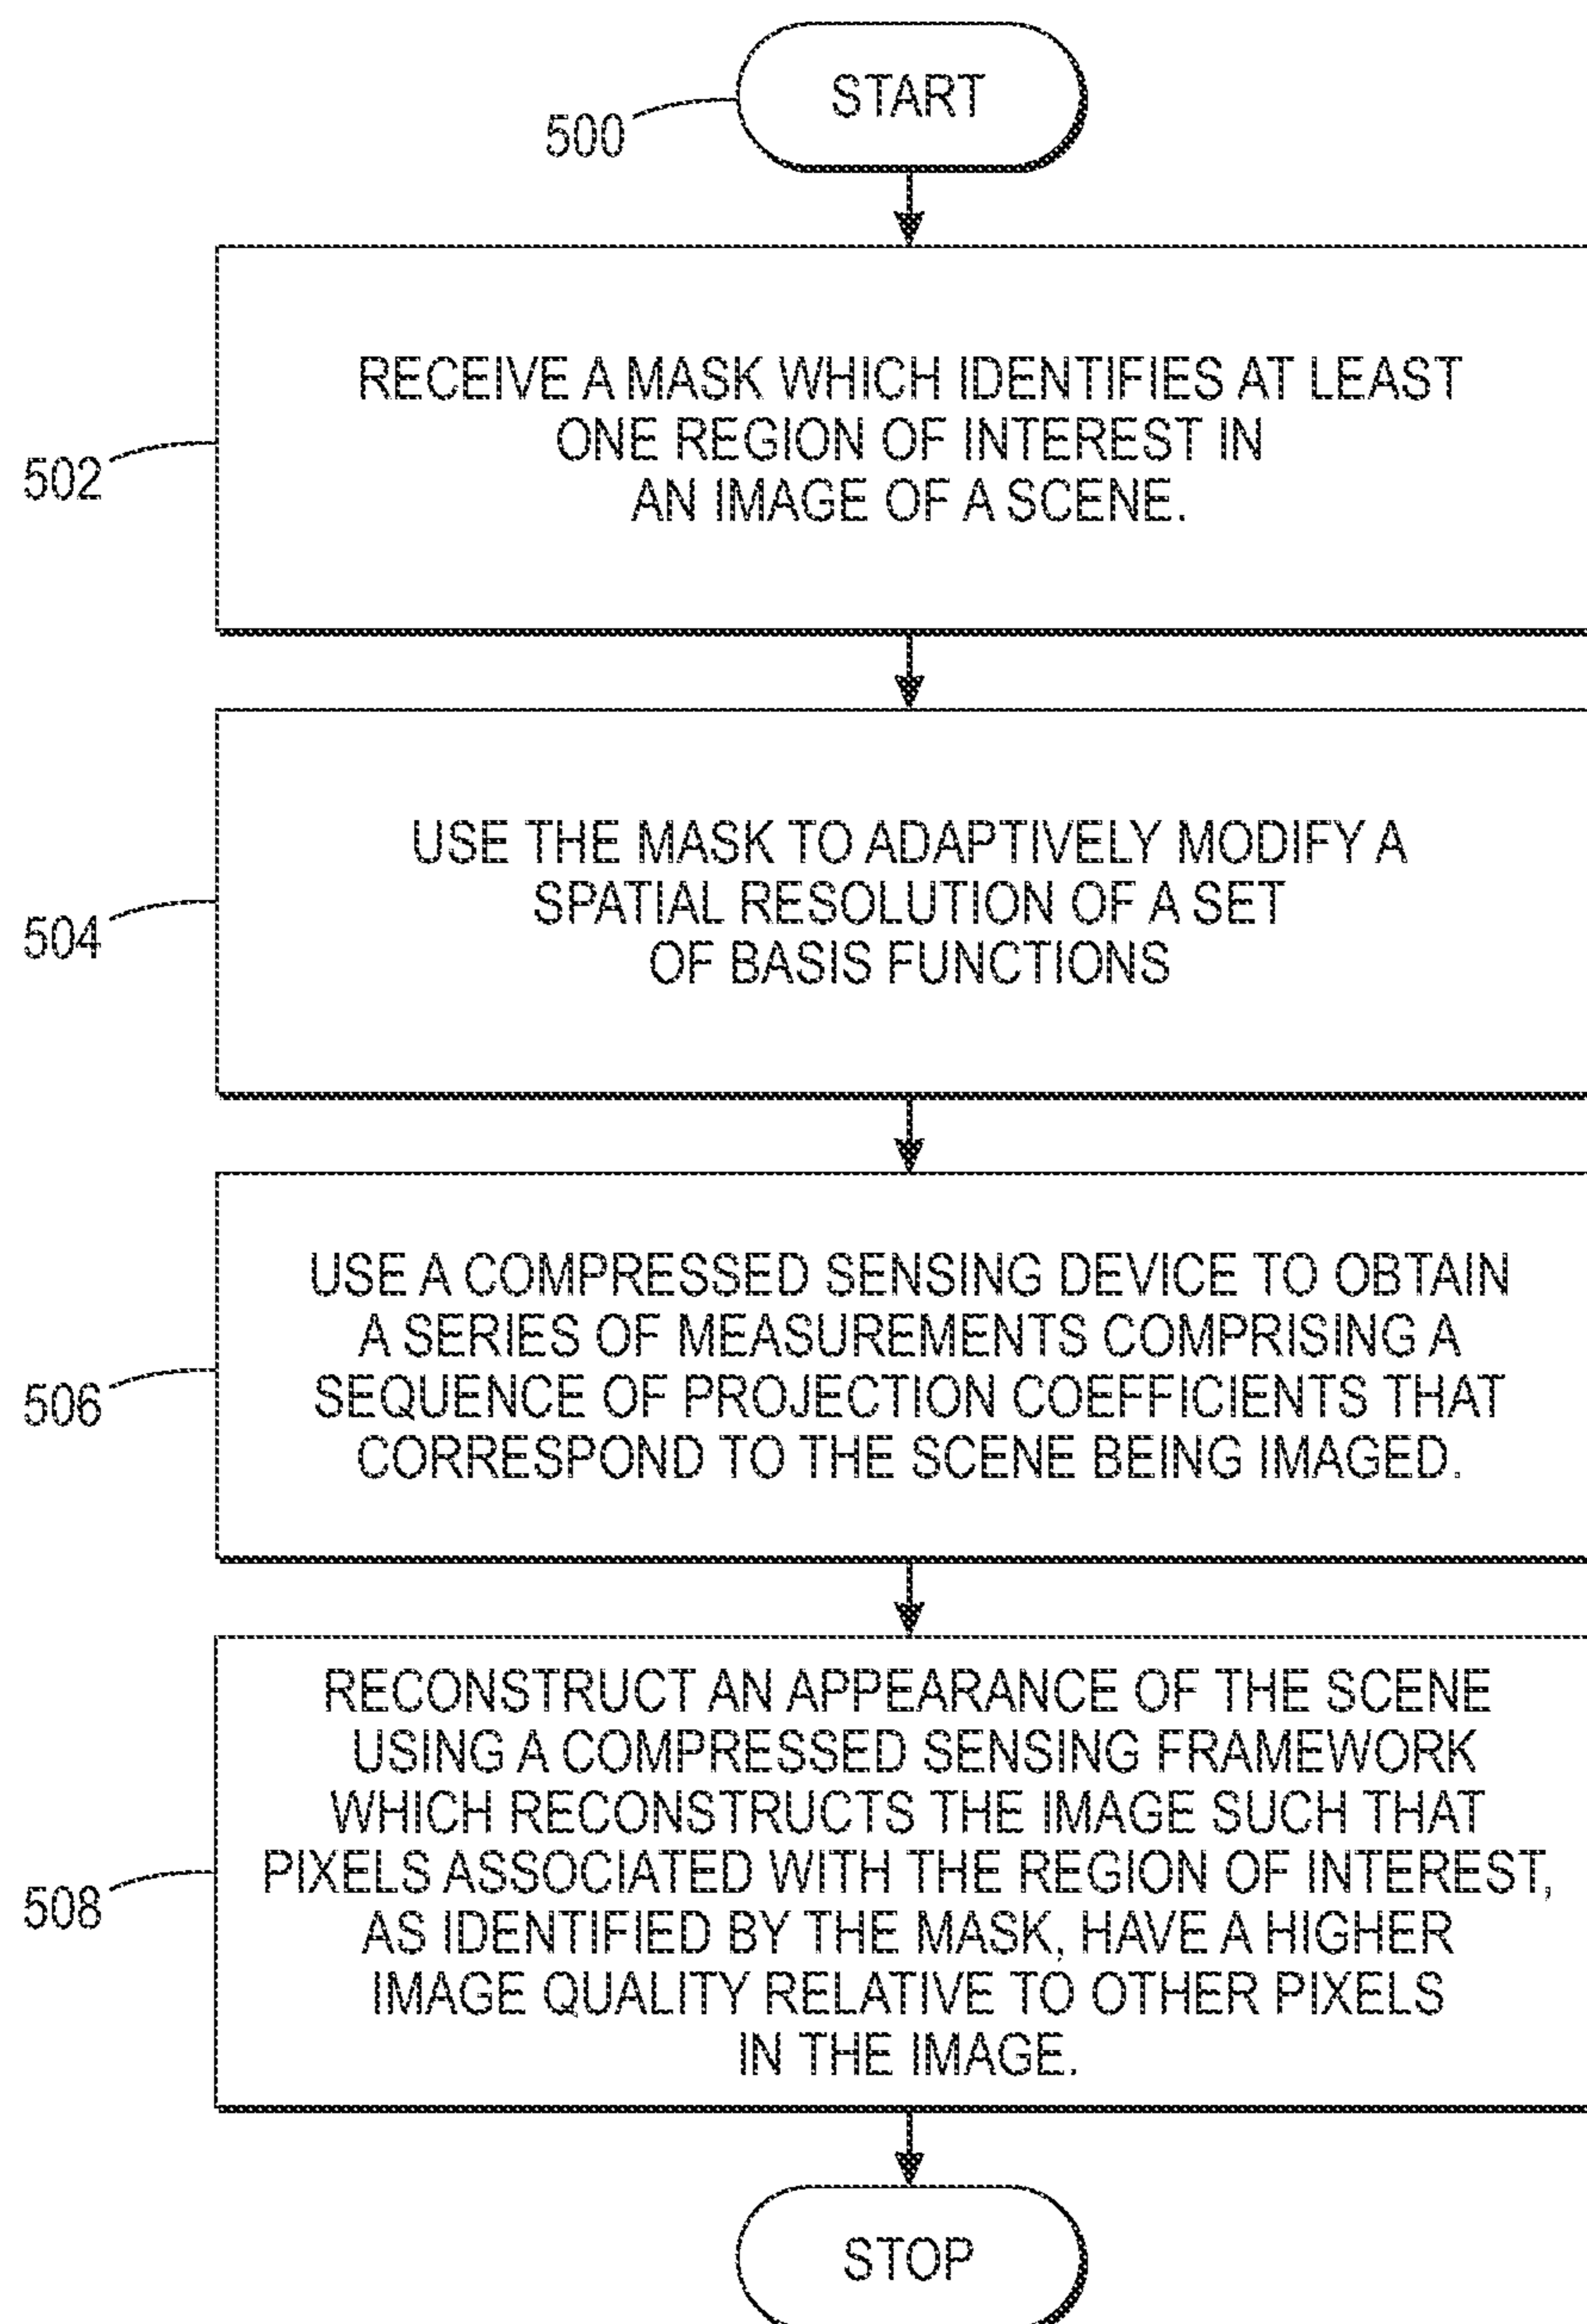 START
500
RECEIVE A MASK WHICH IDENTIFIES AT LEAST
ONE REGION OF INTEREST IN
AN IMAGE OF A SCENE.
502
USE THE MASK TO ADAPTIVELY MODIFY A
SPATIAL RESOLUTION OF A SET
OF BASIS FUNCTIONS
504
USE A COMPRESSED SENSING DEVICE TO OBTAIN
A SERIES OF MEASUREMENTS COMPRISING A
SEQUENCE OF PROJECTION COEFFICIENTS THAT
CORRESPOND TO THE SCENE BEING IMAGED.
506
RECONSTRUCT AN APPEARANCE OF THE SCENE
USING A COMPRESSED SENSING FRAMEWORK
WHICH RECONSTRUCTS THE IMAGE SUCH THAT
PIXELS ASSOCIATED WITH THE REGION OF INTEREST,
AS IDENTIFIED BY THE MASK, HAVE A HIGHER
IMAGE QUALITY RELATIVE TO OTHER PIXELS
IN THE IMAGE.
508
STOP